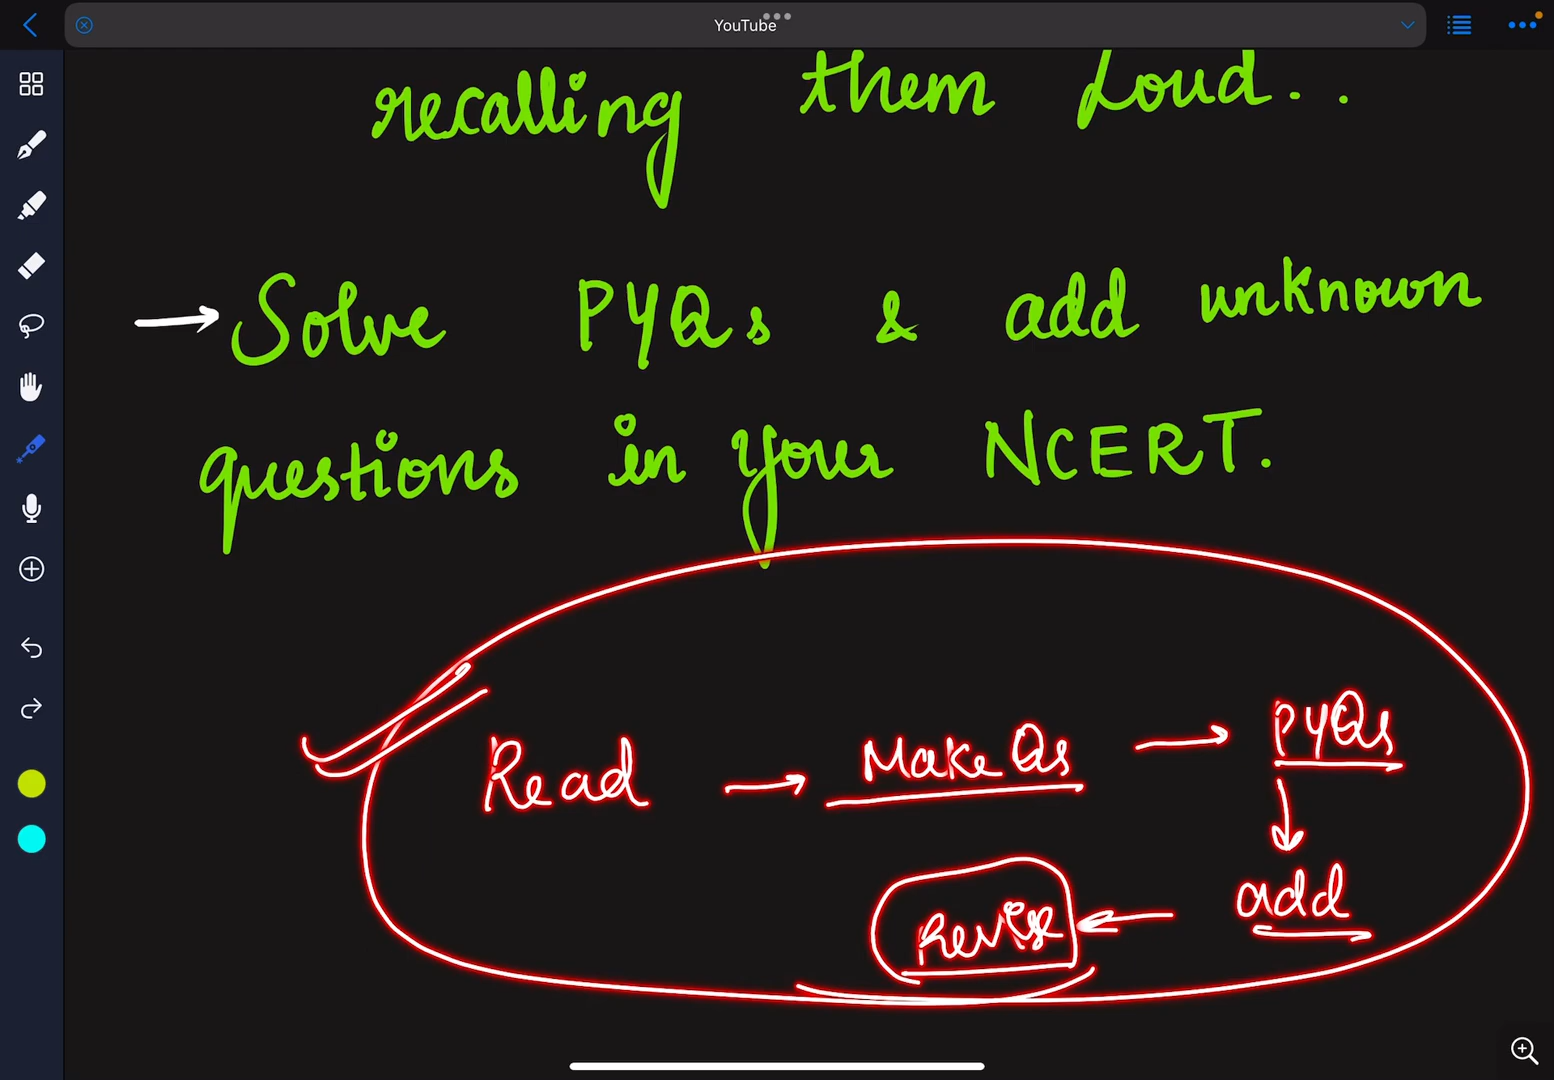 YouTube
recalling them Loud..
→ Solve PYQs & add unknown
questions in your NCERT.
Read → Make Qs → PYQs
↓
Revise ← add